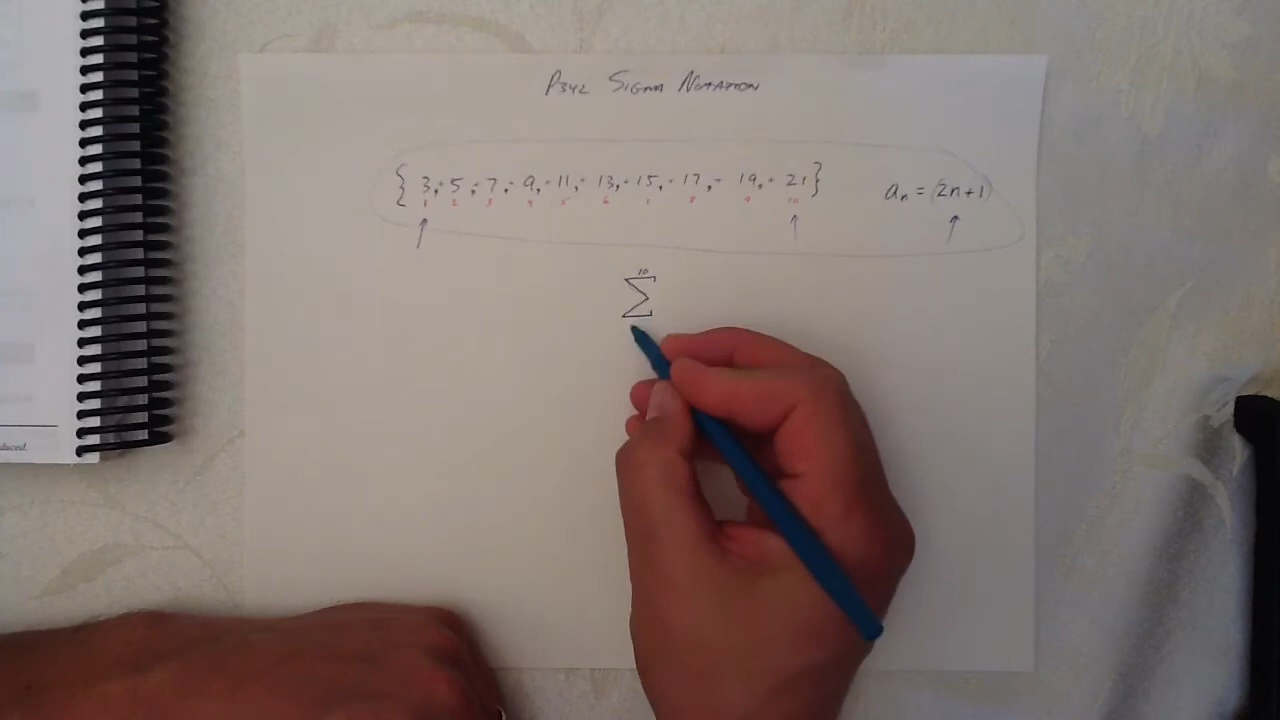 P342 SIGMA NOTATION
{ 3, + 5, + 7, + 9, + 11, + 13, + 15, + 17, + 19, + 21 } aₙ = (2n+1)
1 2 3 4 5 6 7 8 9 10
10
∑
duced